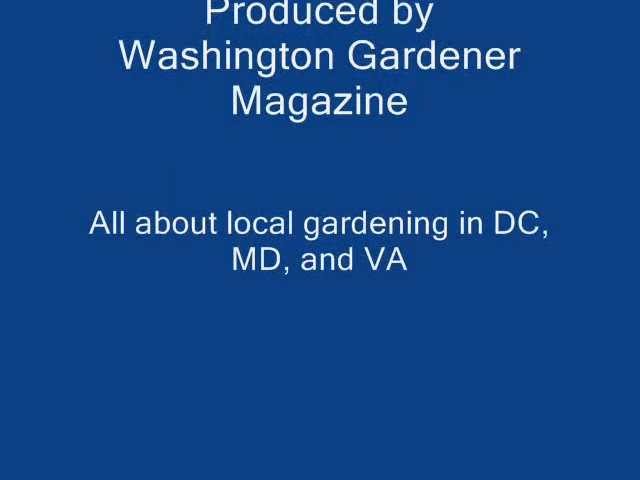 Produced by
Washington Gardener
Magazine
All about local gardening in DC,
MD, and VA